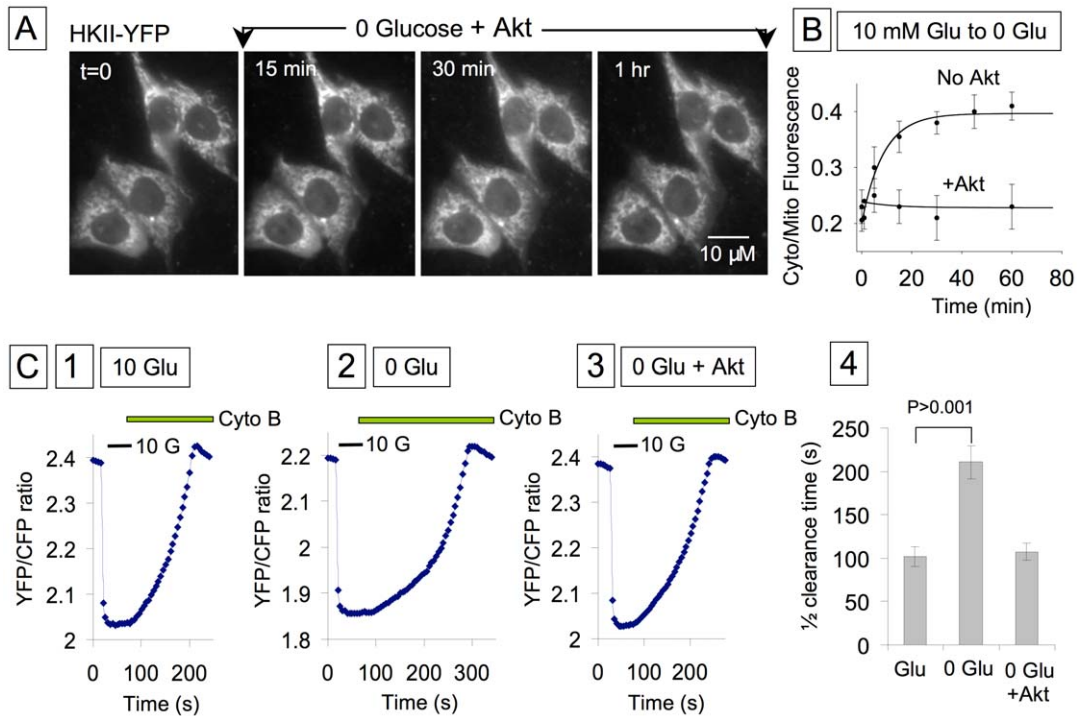 A
HKII-YFP
0 Glucose + Akt
t=0
15 min
30 min
1 hr
10 µM
B
10 mM Glu to 0 Glu
Cyto/Mito Fluorescence
0.4
0.3
0.2
No Akt
+Akt
0 20 40 60 80
Time (min)
C
1
10 Glu
Cyto B
10 G
YFP/CFP ratio
2.4
2.3
2.2
2.1
2
0 100 200
Time (s)
2
0 Glu
Cyto B
10 G
YFP/CFP ratio
2.2
2.1
2
1.9
1.8
0 100 200 300
Time (s)
3
0 Glu + Akt
Cyto B
10 G
YFP/CFP ratio
2.4
2.3
2.2
2.1
2
0 100 200
Time (s)
4
P>0.001
½ clearance time (s)
250
200
150
100
50
0
Glu 0 Glu 0 Glu
+Akt